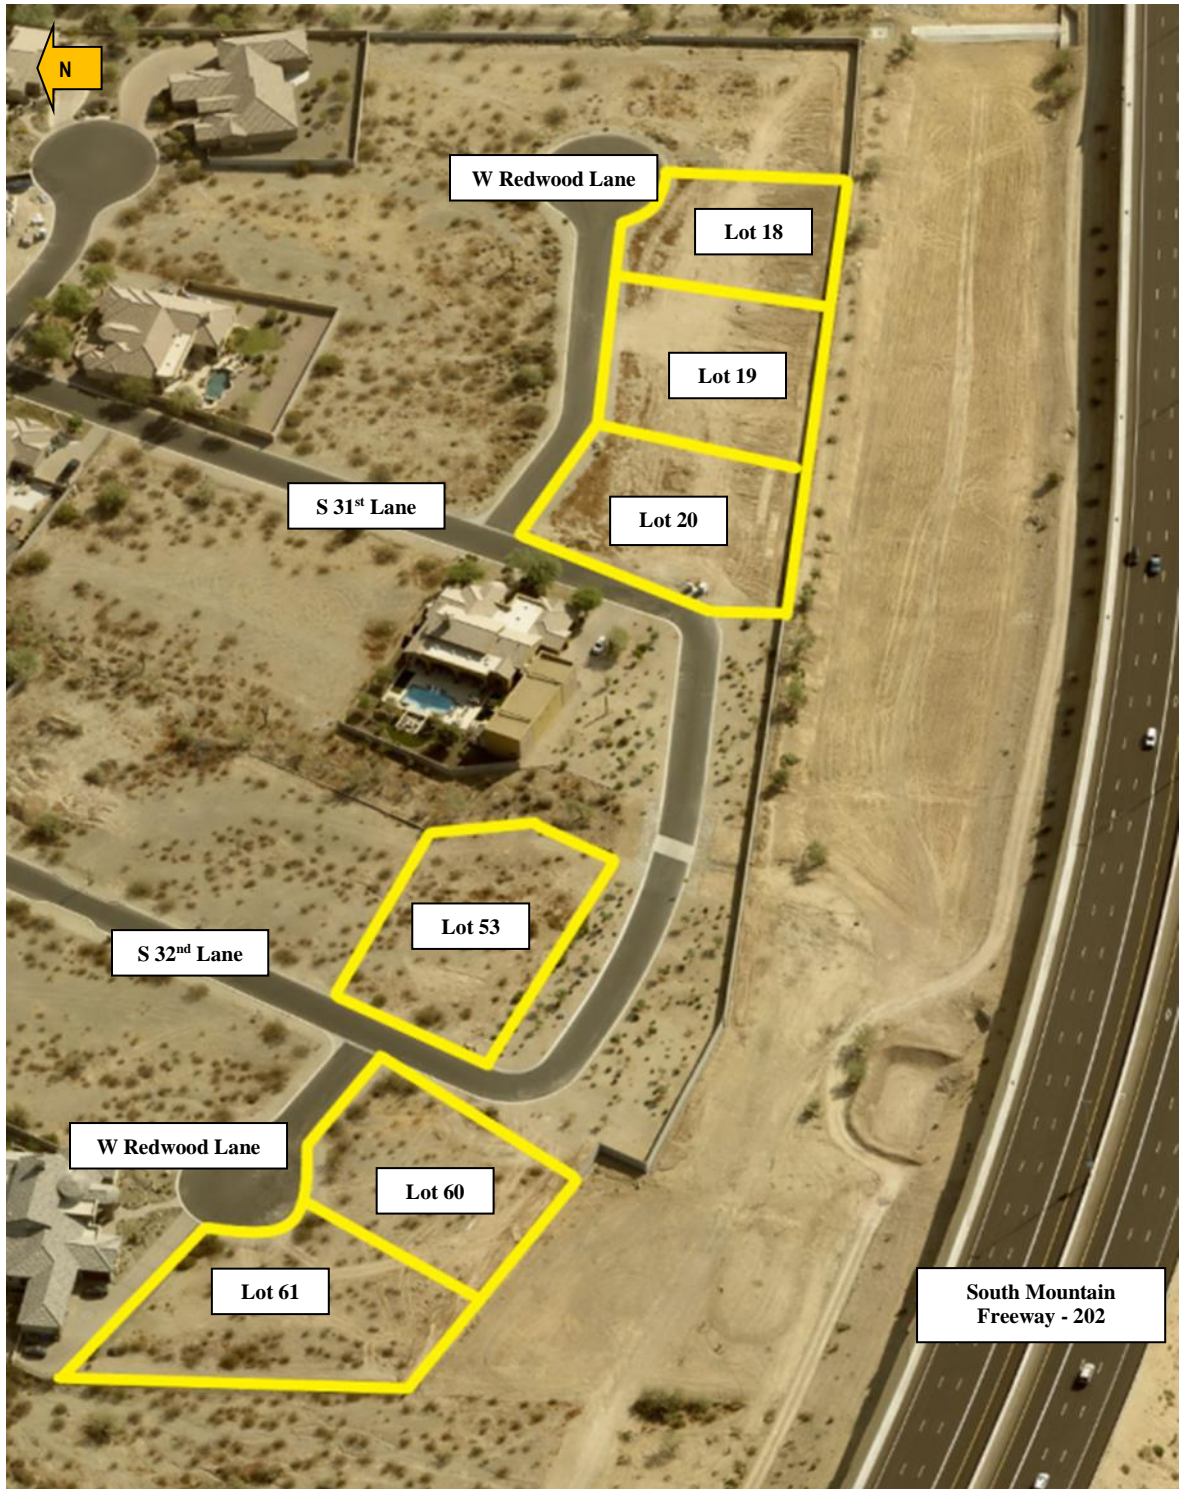 N
W Redwood Lane
Lot 18
Lot 19
S 31st Lane
Lot 20
Lot 53
S 32nd Lane
W Redwood Lane
Lot 60
Lot 61
South Mountain
Freeway - 202